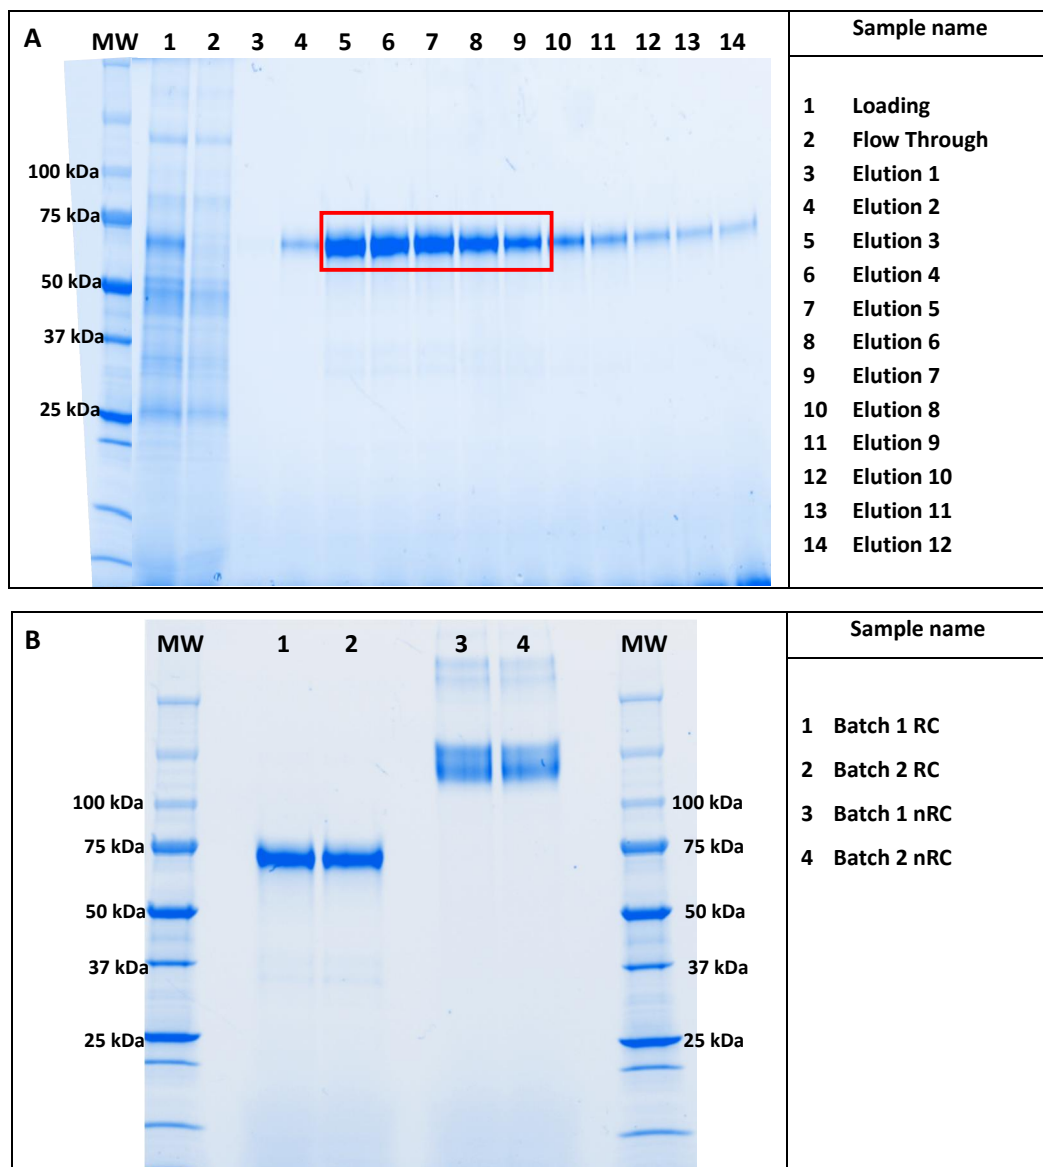 A
MW 1 2 3 4 5 6 7 8 9 10 11 12 13 14
100 kDa
75 kDa
50 kDa
37 kDa
25 kDa
Sample name
1 Loading
2 Flow Through
3 Elution 1
4 Elution 2
5 Elution 3
6 Elution 4
7 Elution 5
8 Elution 6
9 Elution 7
10 Elution 8
11 Elution 9
12 Elution 10
13 Elution 11
14 Elution 12
B
MW 1 2 3 4 MW
100 kDa 100 kDa
75 kDa 75 kDa
50 kDa 50 kDa
37 kDa 37 kDa
25 kDa 25 kDa
Sample name
1 Batch 1 RC
2 Batch 2 RC
3 Batch 1 nRC
4 Batch 2 nRC